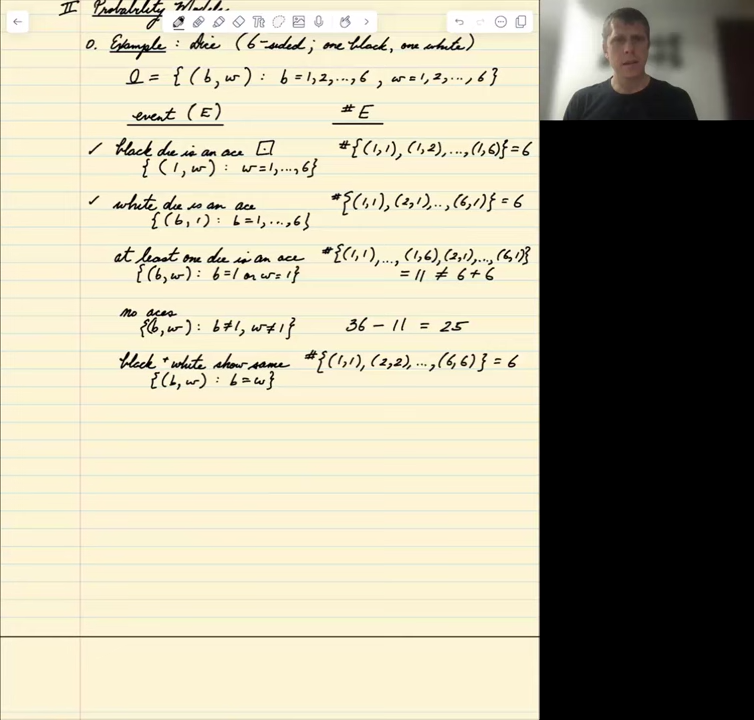 II Probability Models
0. Example : Dice (6-sided; one black, one white)
Ω = { (b, w) : b = 1,2,...,6 , w = 1, 2, ..., 6 }
event (E) #E
✓ black die is an ace ⚀ #{(1,1), (1,2), ..., (1,6)} = 6
{ (1, w) : w = 1, ..., 6 }
✓ white die is an ace #{(1,1), (2,1), .., (6,1)} = 6
{ (b, 1) : b = 1, ..., 6 }
at least one die is an ace #{(1,1), ..., (1,6), (2,1), ..., (6,1)}
{(b, w) : b=1 or w=1} = 11 ≠ 6 + 6
no aces
{(b, w) : b≠1, w≠1} 36 - 11 = 25
black + white show same #{(1,1), (2,2), ..., (6,6)} = 6
{(b, w) : b = w}